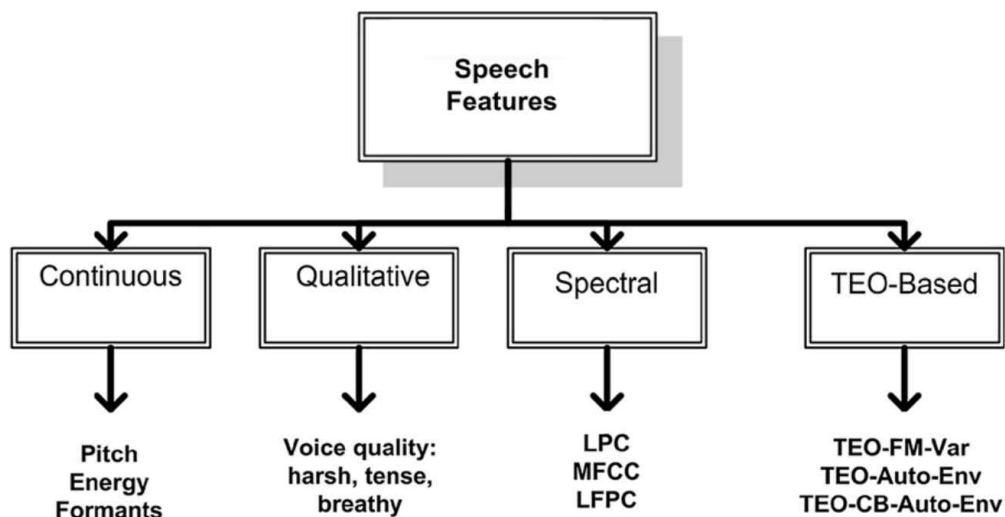 Speech
Features
Continuous
Qualitative
Spectral
TEO-Based
Pitch
Energy
Formants
Voice quality:
harsh, tense,
breathy
LPC
MFCC
LFPC
TEO-FM-Var
TEO-Auto-Env
TEO-CB-Auto-Env